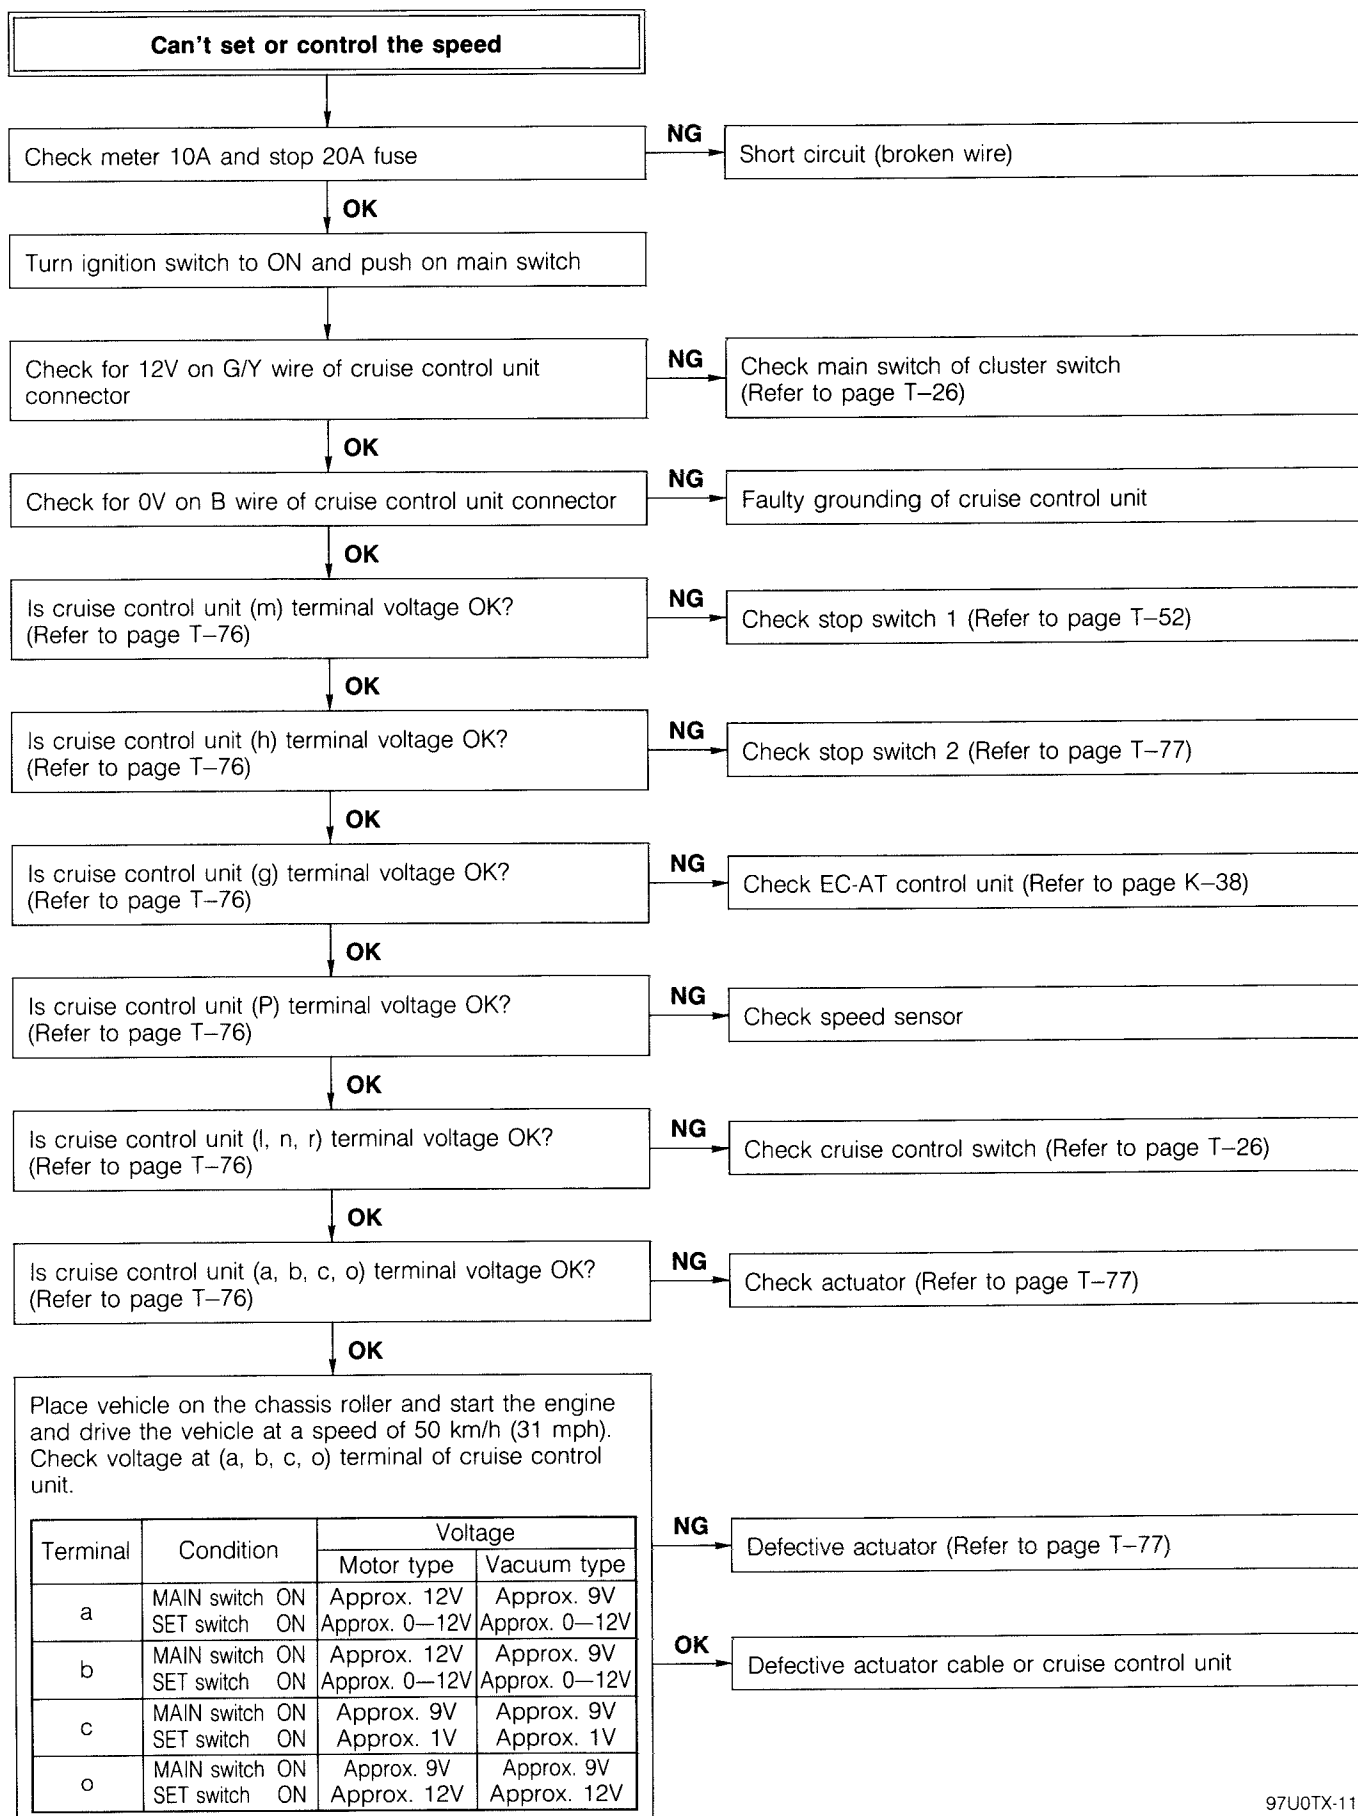 Can't set or control the speed
Check meter 10A and stop 20A fuse
NG
Short circuit (broken wire)
OK
Turn ignition switch to ON and push on main switch
Check for 12V on G/Y wire of cruise control unit
connector
NG
Check main switch of cluster switch
(Refer to page T–26)
OK
Check for 0V on B wire of cruise control unit connector
NG
Faulty grounding of cruise control unit
OK
Is cruise control unit (m) terminal voltage OK?
(Refer to page T–76)
NG
Check stop switch 1 (Refer to page T–52)
OK
Is cruise control unit (h) terminal voltage OK?
(Refer to page T–76)
NG
Check stop switch 2 (Refer to page T–77)
OK
Is cruise control unit (g) terminal voltage OK?
(Refer to page T–76)
NG
Check EC-AT control unit (Refer to page K–38)
OK
Is cruise control unit (P) terminal voltage OK?
(Refer to page T–76)
NG
Check speed sensor
OK
Is cruise control unit (l, n, r) terminal voltage OK?
(Refer to page T–76)
NG
Check cruise control switch (Refer to page T–26)
OK
Is cruise control unit (a, b, c, o) terminal voltage OK?
(Refer to page T–76)
NG
Check actuator (Refer to page T–77)
OK
Place vehicle on the chassis roller and start the engine
and drive the vehicle at a speed of 50 km/h (31 mph).
Check voltage at (a, b, c, o) terminal of cruise control
unit.
Terminal Condition Voltage
Motor type Vacuum type
a MAIN switch ON Approx. 12V Approx. 9V
SET switch ON Approx. 0—12V Approx. 0—12V
b MAIN switch ON Approx. 12V Approx. 9V
SET switch ON Approx. 0—12V Approx. 0—12V
c MAIN switch ON Approx. 9V Approx. 9V
SET switch ON Approx. 1V Approx. 1V
o MAIN switch ON Approx. 9V Approx. 9V
SET switch ON Approx. 12V Approx. 12V
NG
Defective actuator (Refer to page T–77)
OK
Defective actuator cable or cruise control unit
97U0TX-11